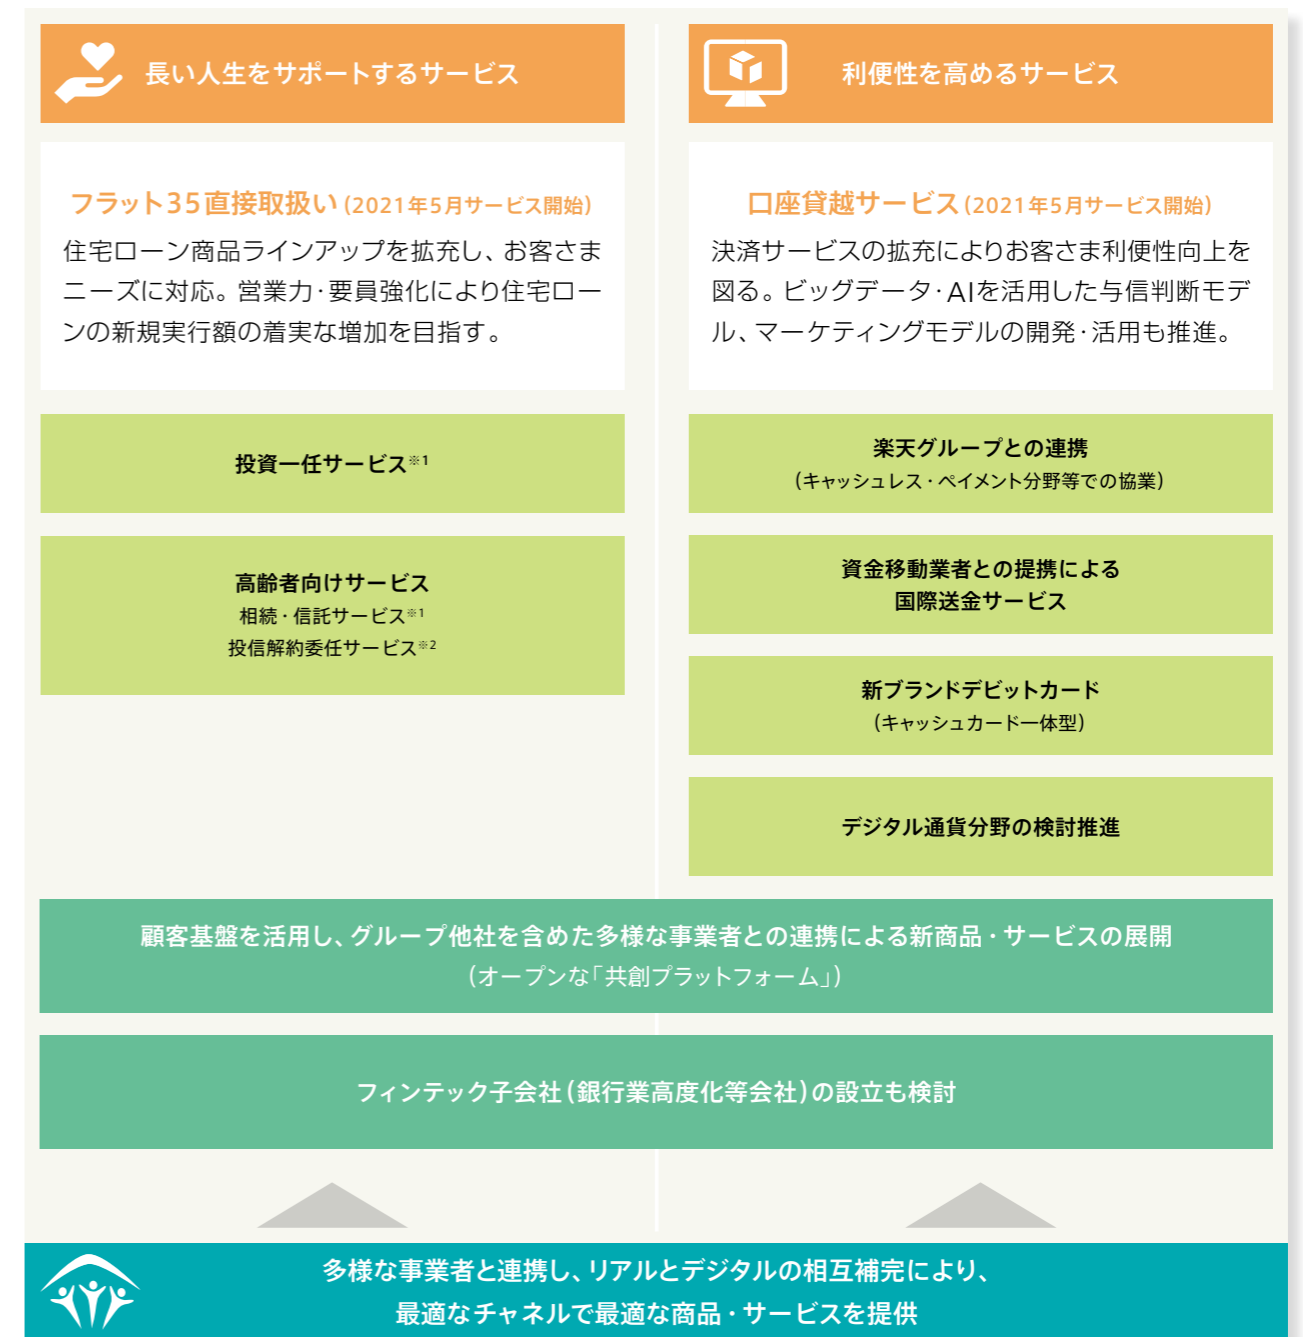 長い人生をサポートするサービス
フラット35直接取扱い(2021年5月サービス開始)
住宅ローン商品ラインアップを拡充し、お客さま
ニーズに対応。営業力・要員強化により住宅ロー
ンの新規実行額の着実な増加を目指す。
投資一任サービス※1
高齢者向けサービス
相続・信託サービス※1
投信解約委任サービス※2
利便性を高めるサービス
口座貸越サービス(2021年5月サービス開始)
決済サービスの拡充によりお客さま利便性向上を
図る。ビッグデータ・AIを活用した与信判断モデ
ル、マーケティングモデルの開発・活用も推進。
楽天グループとの連携
(キャッシュレス・ペイメント分野等での協業)
資金移動業者との提携による
国際送金サービス
新ブランドデビットカード
(キャッシュカード一体型)
デジタル通貨分野の検討推進
顧客基盤を活用し、グループ他社を含めた多様な事業者との連携による新商品・サービスの展開
(オープンな「共創プラットフォーム」)
フィンテック子会社(銀行業高度化等会社)の設立も検討
多様な事業者と連携し、リアルとデジタルの相互補完により、
最適なチャネルで最適な商品・サービスを提供